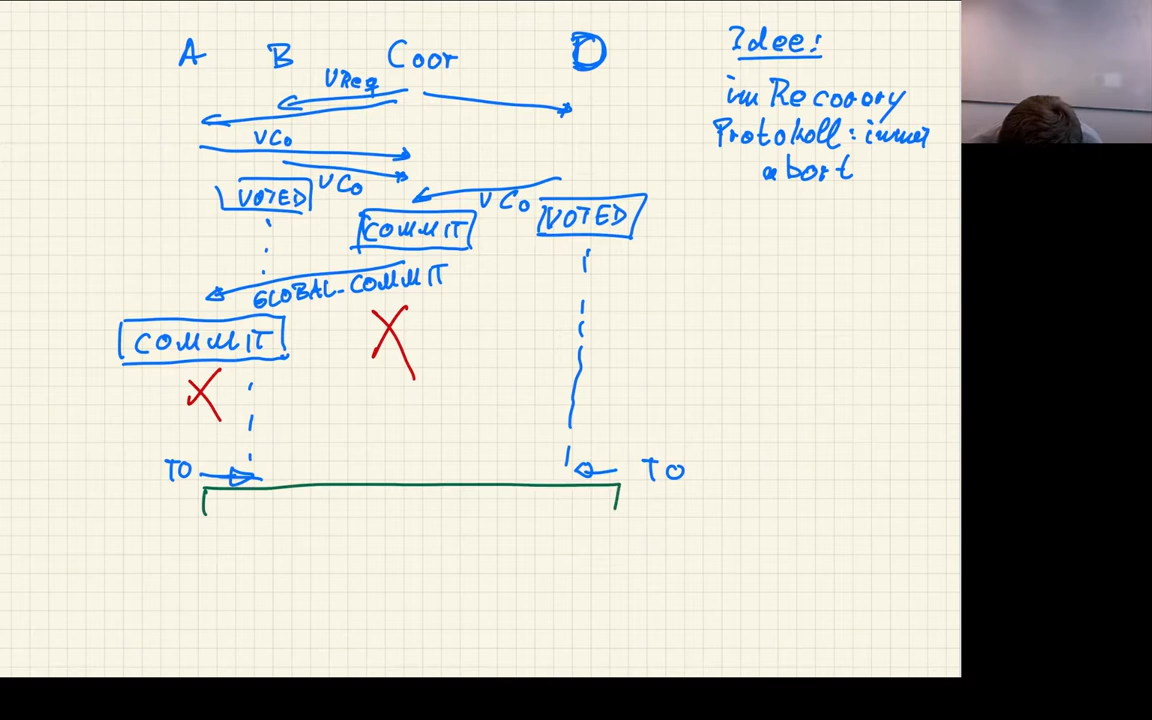 A B Coor D
VReq
VCo
VCo
VCo
VOTED
VOTED
COMMIT
GLOBAL-COMMIT
COMMIT
TO
TO
Idee:
im Recovery
Protokoll: immer
abort